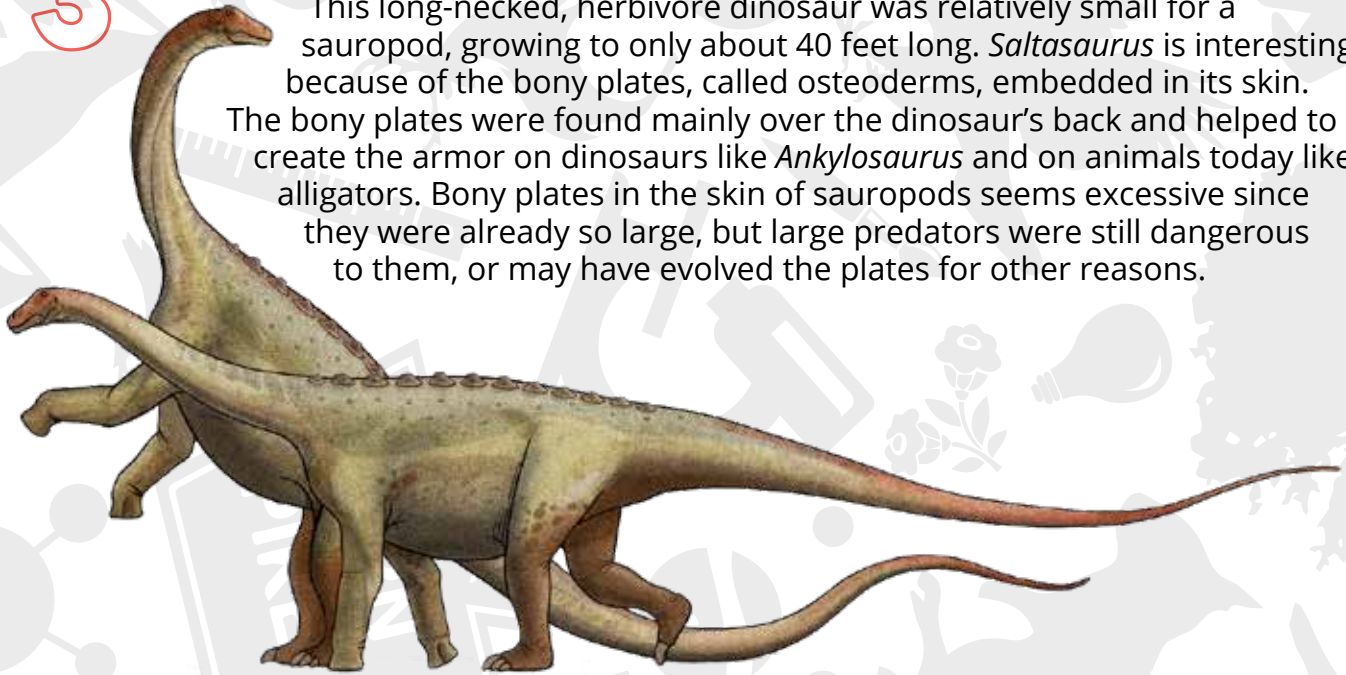 This long-necked, herbivore dinosaur was relatively small for a
sauropod, growing to only about 40 feet long. Saltasaurus is interesting
because of the bony plates, called osteoderms, embedded in its skin.
The bony plates were found mainly over the dinosaur's back and helped to
create the armor on dinosaurs like Ankylosaurus and on animals today like
alligators. Bony plates in the skin of sauropods seems excessive since
they were already so large, but large predators were still dangerous
to them, or may have evolved the plates for other reasons.